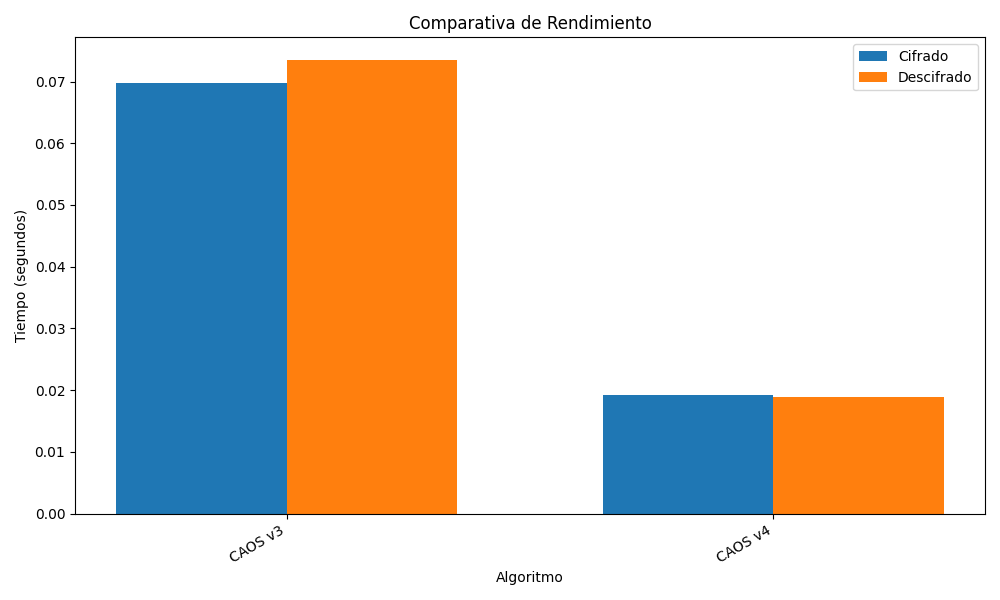 Comparativa de Rendimiento
Cifrado
Descifrado
Tiempo (segundos)
0.07
0.06
0.05
0.04
0.03
0.02
0.01
0.00
CAOS v3
CAOS v4
Algoritmo